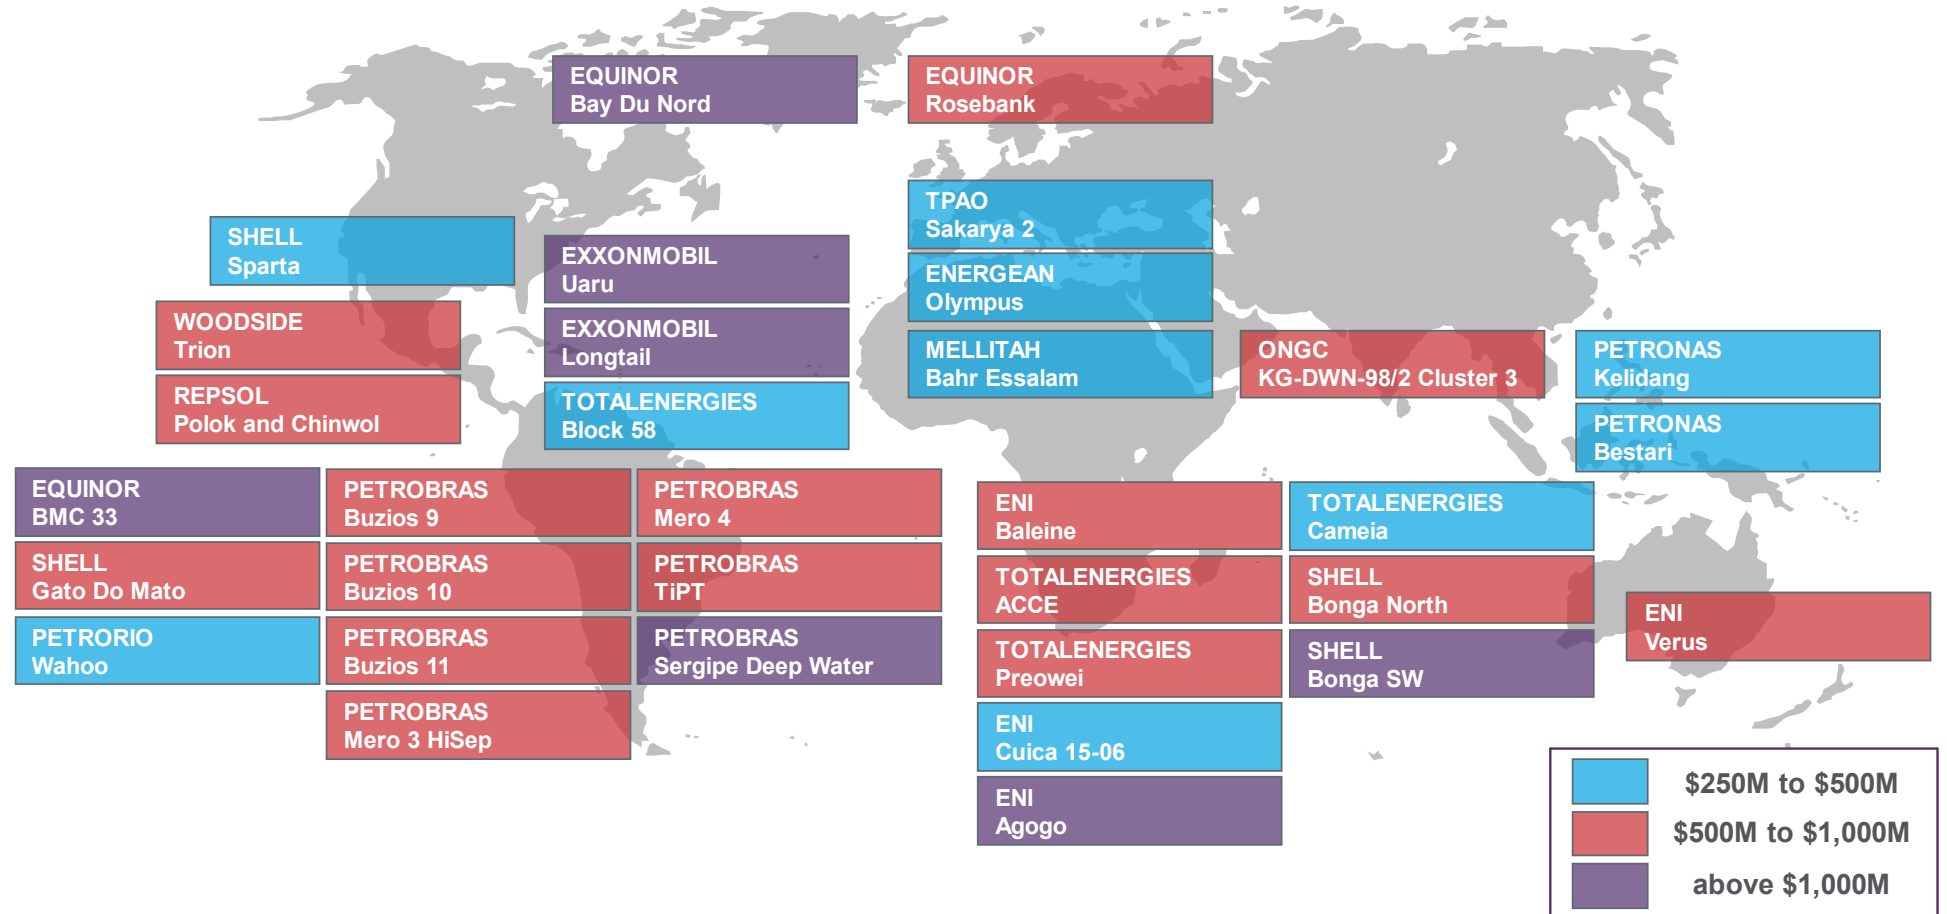 EQUINOR
Bay Du Nord
EQUINOR
Rosebank
TPAO
Sakarya 2
SHELL
Sparta
EXXONMOBIL
Uaru
ENERGEAN
Olympus
WOODSIDE
Trion
EXXONMOBIL
Longtail
MELLITAH
Bahr Essalam
ONGC
KG-DWN-98/2 Cluster 3
PETRONAS
Kelidang
REPSOL
Polok and Chinwol
TOTALENERGIES
Block 58
PETRONAS
Bestari
EQUINOR
BMC 33
PETROBRAS
Buzios 9
PETROBRAS
Mero 4
SHELL
Gato Do Mato
PETROBRAS
Buzios 10
PETROBRAS
TiPT
PETRORIO
Wahoo
PETROBRAS
Buzios 11
PETROBRAS
Sergipe Deep Water
PETROBRAS
Mero 3 HiSep
ENI
Baleine
TOTALENERGIES
Cameia
TOTALENERGIES
ACCE
SHELL
Bonga North
TOTALENERGIES
Preowei
SHELL
Bonga SW
ENI
Cuica 15-06
ENI
Agogo
ENI
Verus
$250M to $500M
$500M to $1,000M
above $1,000M